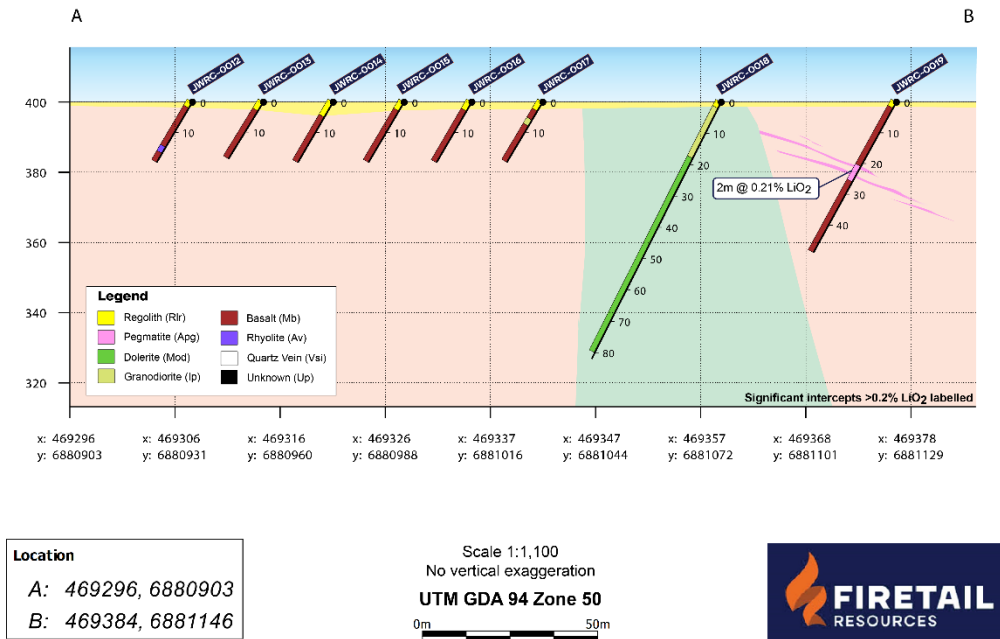 A B
JWRC-0012 JWRC-0013 JWRC-0014 JWRC-0015 JWRC-0016 JWRC-0017 JWRC-0018 JWRC-0019
400 0 0 0 0 0 0 0 0
10 10 10 10 10 10 10 10
380 20 20
2m @ 0.21% LiO2
30 30
360 40 40
50
340 60
70
320 80
Legend
Regolith (Rlr) Basalt (Mb)
Pegmatite (Apg) Rhyolite (Av)
Dolerite (Mod) Quartz Vein (Vsi)
Granodiorite (Ip) Unknown (Up)
Significant intercepts >0.2% LiO2 labelled
x: 469296 x: 469306 x: 469316 x: 469326 x: 469337 x: 469347 x: 469357 x: 469368 x: 469378
y: 6880903 y: 6880931 y: 6880960 y: 6880988 y: 6881016 y: 6881044 y: 6881072 y: 6881101 y: 6881129
Location
A: 469296, 6880903
B: 469384, 6881146
Scale 1:1,100
No vertical exaggeration
UTM GDA 94 Zone 50
0m 50m
FIRETAIL
RESOURCES